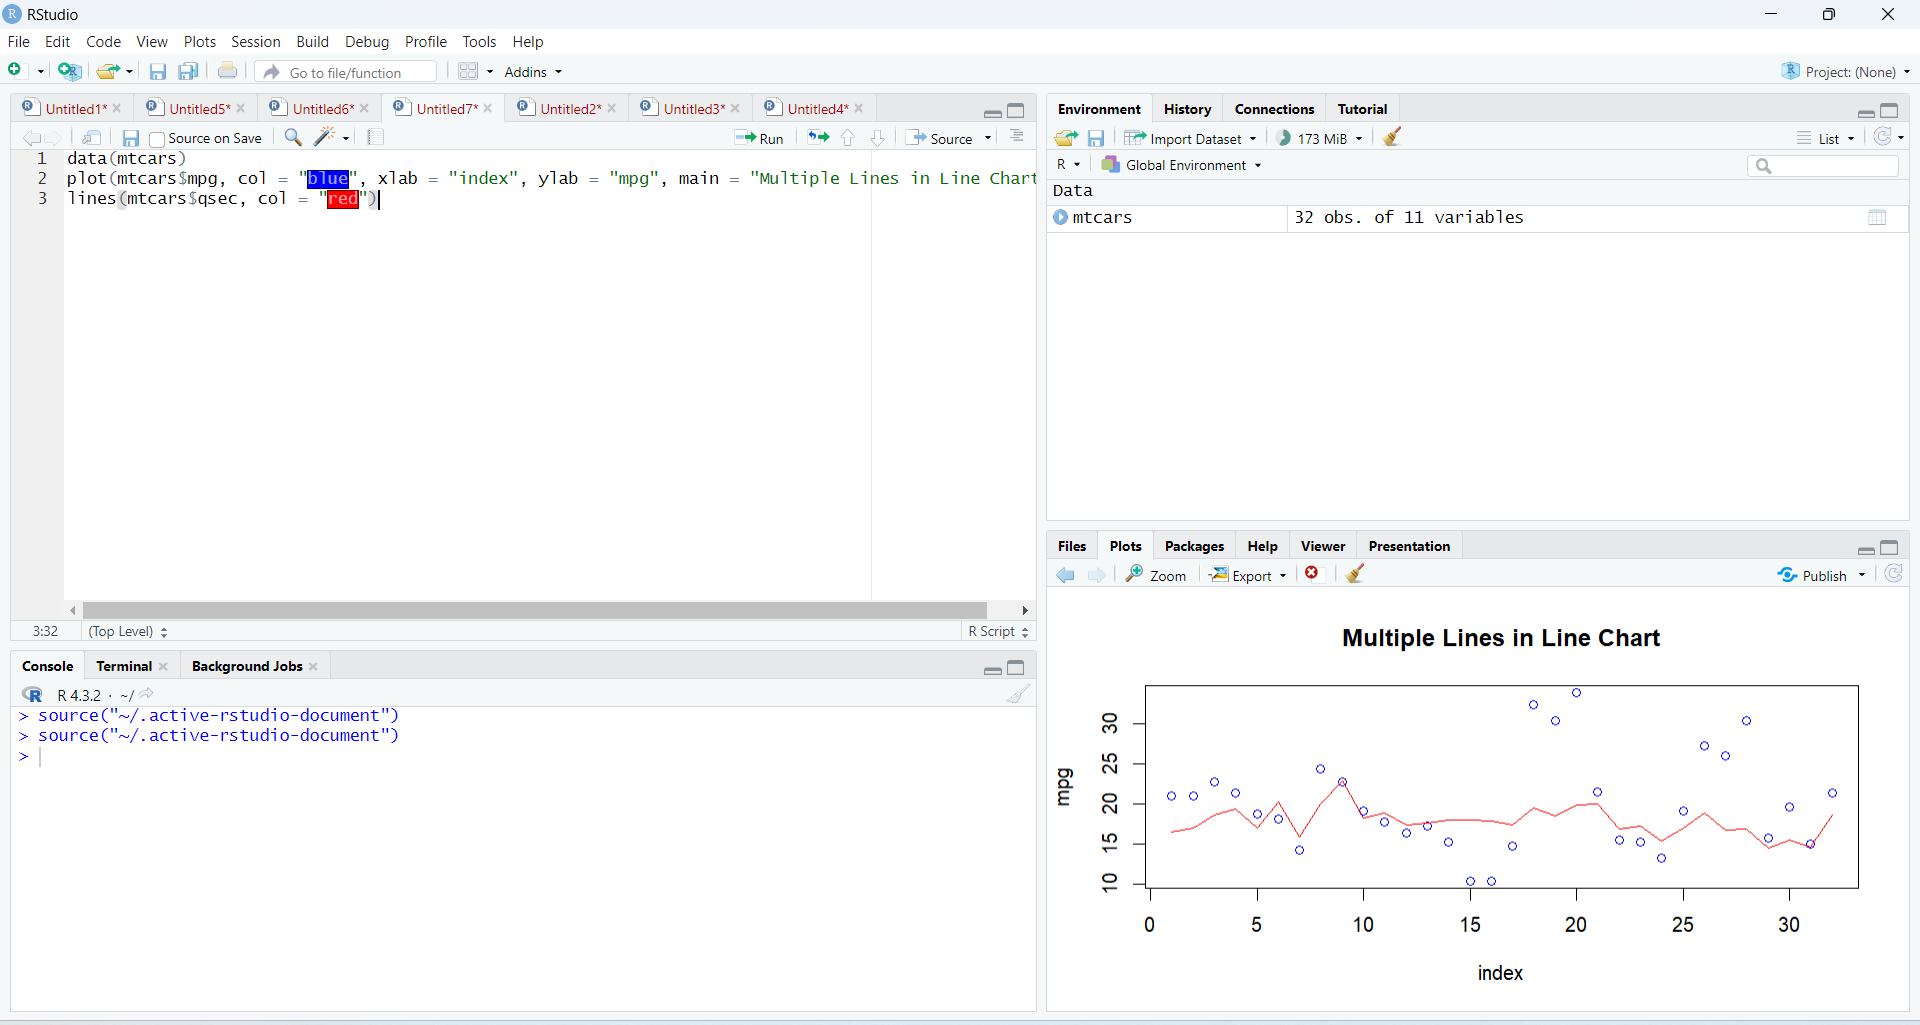 RStudio
File Edit Code View Plots Session Build Debug Profile Tools Help
Go to file/function Addins Project: (None)
Untitled1* Untitled5* Untitled6* Untitled7* Untitled2* Untitled3* Untitled4*
Source on Save Run Source
1 data(mtcars)
2 plot(mtcars$mpg, col = "blue", xlab = "index", ylab = "mpg", main = "Multiple Lines in Line Chart
3 lines(mtcars$qsec, col = "red")
3:32 (Top Level) R Script
Console Terminal Background Jobs
R 4.3.2 · ~/
> source("~/.active-rstudio-document")
> source("~/.active-rstudio-document")
>
Environment History Connections Tutorial
Import Dataset 173 MiB List
R Global Environment
Data
mtcars 32 obs. of 11 variables
Files Plots Packages Help Viewer Presentation
Zoom Export Publish
Multiple Lines in Line Chart
mpg
30
25
20
15
10
0 5 10 15 20 25 30
index